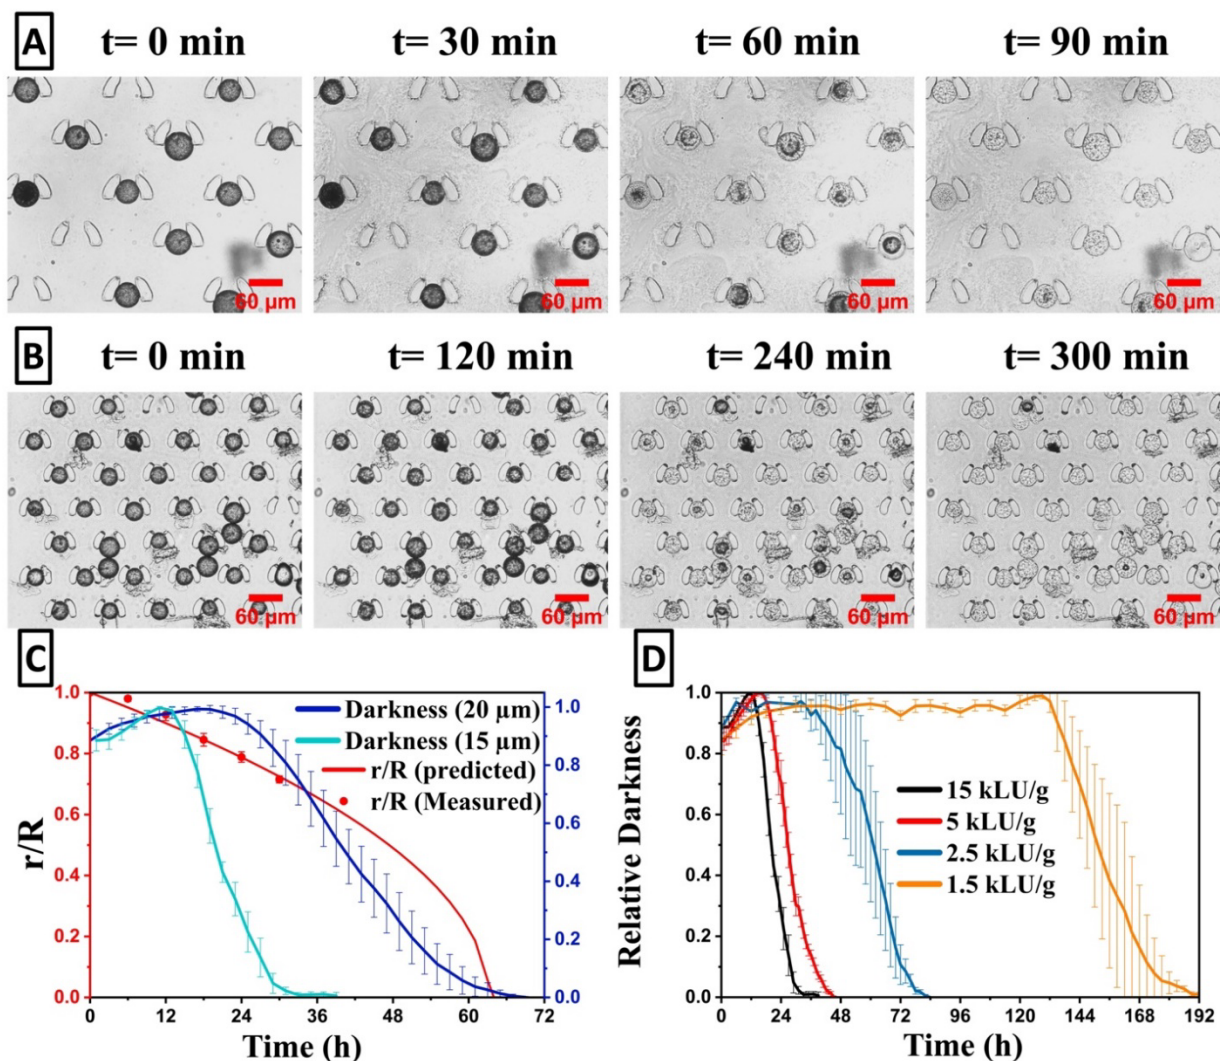 A
t= 0 min t= 30 min t= 60 min t= 90 min
60 µm 60 µm 60 µm 60 µm
B
t= 0 min t= 120 min t= 240 min t= 300 min
60 µm 60 µm 60 µm 60 µm
C
r/R
1.0
0.8
0.6
0.4
0.2
0.0
Darkness (20 µm)
Darkness (15 µm)
r/R (predicted)
r/R (Measured)
1.0
0.8
0.6
0.4
0.2
0.0
0 12 24 36 48 60 72
Time (h)
D
Relative Darkness
1.0
0.8
0.6
0.4
0.2
0.0
15 kLU/g
5 kLU/g
2.5 kLU/g
1.5 kLU/g
0 24 48 72 96 120 144 168 192
Time (h)